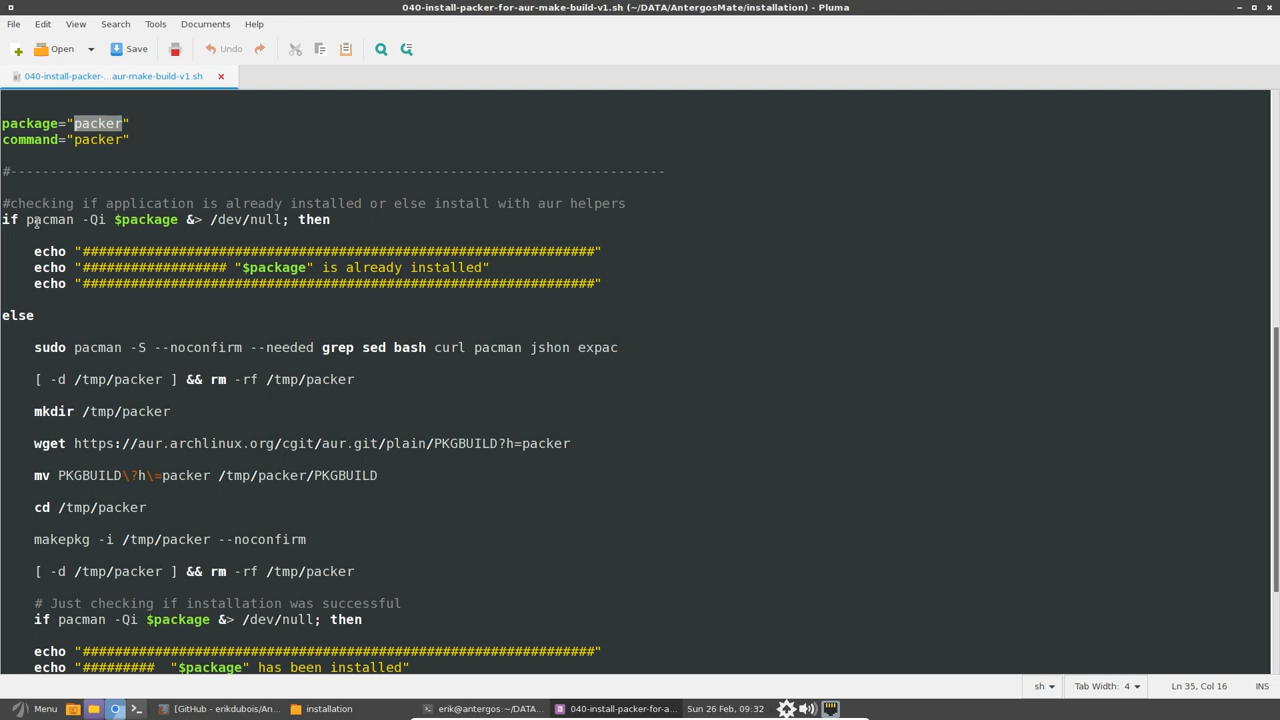 040-install-packer-for-aur-make-build-v1.sh (~/DATA/AntergosMate/installation) - Pluma
File Edit View Search Tools Documents Help
Open Save Undo
040-install-packer-...aur-make-build-v1.sh
package="packer"
command="packer"
#----------------------------------------------------------------------------------
#checking if application is already installed or else install with aur helpers
if pacman -Qi $package &> /dev/null; then
echo "################################################################"
echo "################## "$package" is already installed"
echo "################################################################"
else
sudo pacman -S --noconfirm --needed grep sed bash curl pacman jshon expac
[ -d /tmp/packer ] && rm -rf /tmp/packer
mkdir /tmp/packer
wget https://aur.archlinux.org/cgit/aur.git/plain/PKGBUILD?h=packer
mv PKGBUILD\?h\=packer /tmp/packer/PKGBUILD
cd /tmp/packer
makepkg -i /tmp/packer --noconfirm
[ -d /tmp/packer ] && rm -rf /tmp/packer
# Just checking if installation was successful
if pacman -Qi $package &> /dev/null; then
echo "################################################################"
echo "#########  "$package" has been installed"
sh Tab Width: 4 Ln 35, Col 16 INS
Menu [GitHub - erikdubois/An... installation erik@antergos:~/DATA... 040-install-packer-for-a... Sun 26 Feb, 09:32